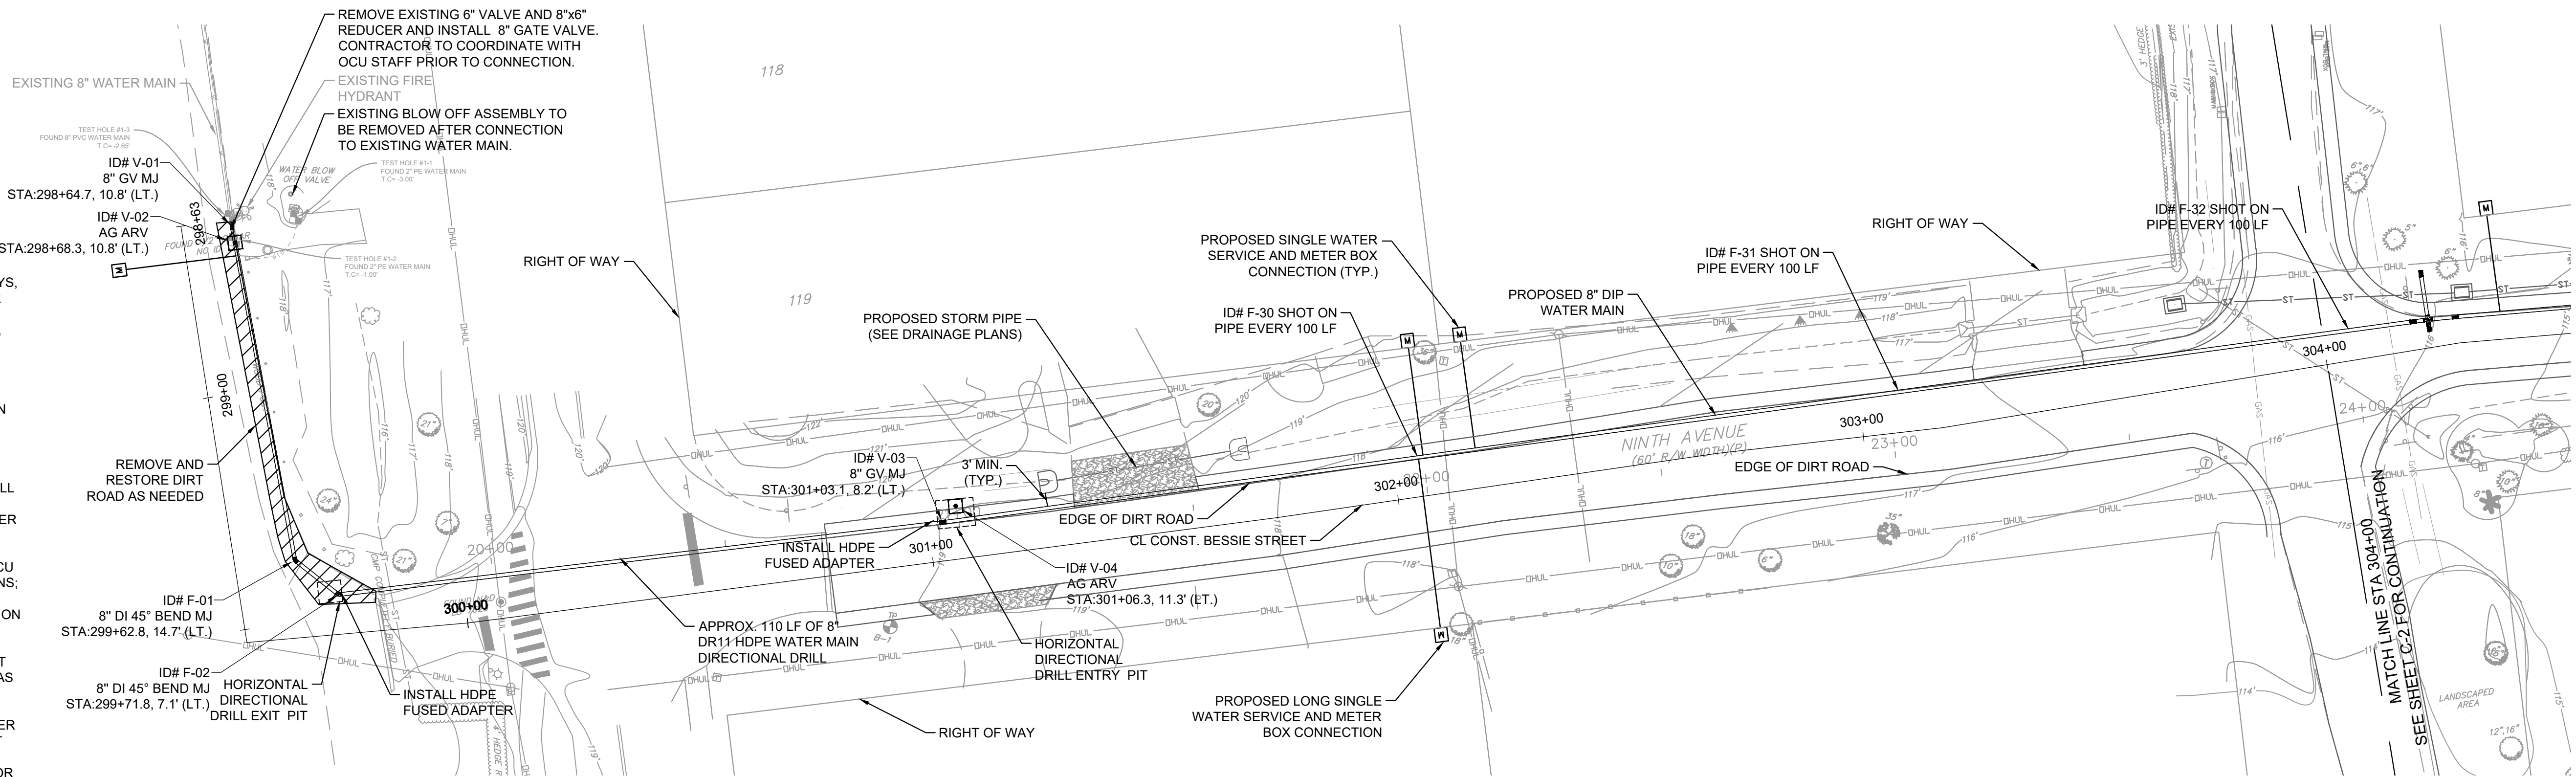 REMOVE EXISTING 6" VALVE AND 8"x6"
REDUCER AND INSTALL 8" GATE VALVE.
CONTRACTOR TO COORDINATE WITH
OCU STAFF PRIOR TO CONNECTION.
EXISTING 8" WATER MAIN
EXISTING FIRE
HYDRANT
EXISTING BLOW OFF ASSEMBLY TO
BE REMOVED AFTER CONNECTION
TO EXISTING WATER MAIN.
TEST HOLE #1-3
FOUND 8" PVC WATER MAIN
T.C= -2.65'
TEST HOLE #1-1
FOUND 2" PE WATER MAIN
T.C= -3.00'
WATER BLOW
OFF VALVE
ID# V-01
8" GV MJ
STA:298+64.7, 10.8' (LT.)
ID# V-02
AG ARV
STA:298+68.3, 10.8' (LT.)
298+63
TEST HOLE #1-2
FOUND 2" PE WATER MAIN
T.C= -1.00'
M
299+00
REMOVE AND
RESTORE DIRT
ROAD AS NEEDED
ID# F-01
8" DI 45° BEND MJ
STA:299+62.8, 14.7' (LT.)
ID# F-02
8" DI 45° BEND MJ
STA:299+71.8, 7.1' (LT.)
HORIZONTAL
DIRECTIONAL
DRILL EXIT PIT
INSTALL HDPE
FUSED ADAPTER
CMP COMPLETELY BURIED
4' HEDGE R
20+00
300+00
118
119
RIGHT OF WAY
PROPOSED STORM PIPE
(SEE DRAINAGE PLANS)
ID# V-03
8" GV MJ
STA:301+03.1, 8.2' (LT.)
3' MIN.
(TYP.)
INSTALL HDPE
FUSED ADAPTER
301+00
EDGE OF DIRT ROAD
CL CONST. BESSIE STREET
ID# V-04
AG ARV
STA:301+06.3, 11.3' (LT.)
APPROX. 110 LF OF 8"
DR11 HDPE WATER MAIN
DIRECTIONAL DRILL
TP
B-1
HORIZONTAL
DIRECTIONAL
DRILL ENTRY PIT
RIGHT OF WAY
PROPOSED SINGLE WATER
SERVICE AND METER BOX
CONNECTION (TYP.)
ID# F-30 SHOT ON
PIPE EVERY 100 LF
M
M
302+00
PROPOSED LONG SINGLE
WATER SERVICE AND METER
BOX CONNECTION
M
PROPOSED 8" DIP
WATER MAIN
ID# F-31 SHOT ON
PIPE EVERY 100 LF
RIGHT OF WAY
ID# F-32 SHOT ON
PIPE EVERY 100 LF
M
NINTH AVENUE
(60' R/W WIDTH)(P)
303+00
23+00
EDGE OF DIRT ROAD
304+00
24+00
MATCH LINE STA 304+00
SEE SHEET C-2 FOR CONTINUATION
LANDSCAPED
AREA
12",16"